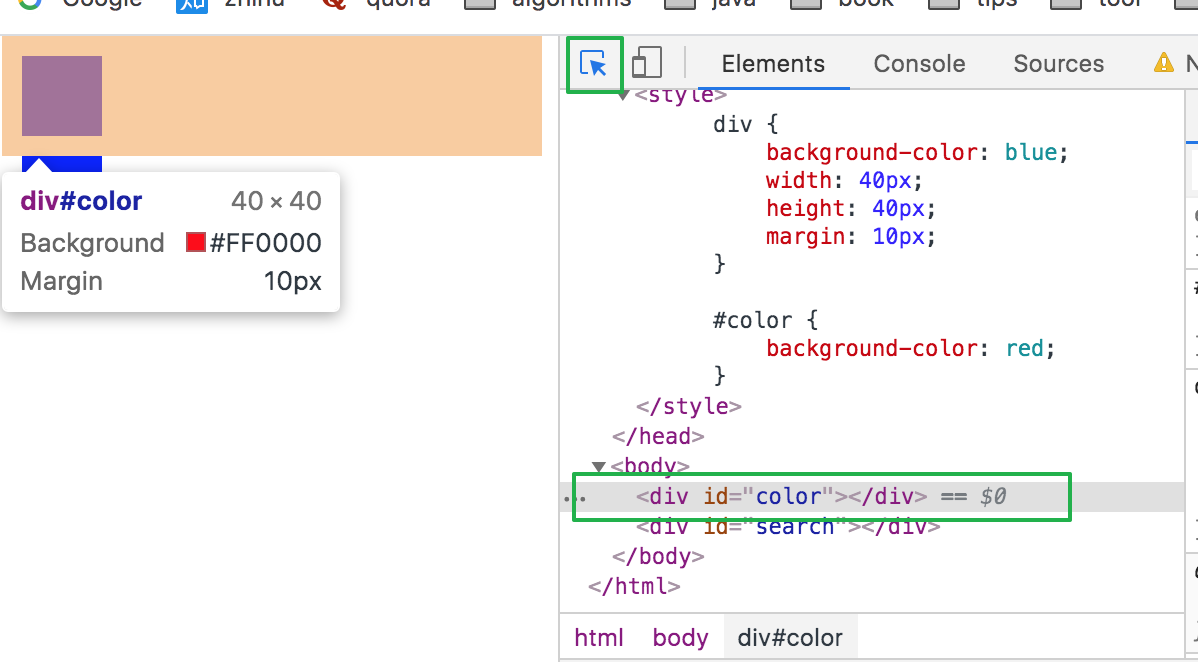 Google 知 zhihu quora algorithms java book tips tool
Elements Console Sources
<style>
div {
background-color: blue;
width: 40px;
height: 40px;
margin: 10px;
}
#color {
background-color: red;
}
</style>
</head>
<body>
... <div id="color"></div> == $0
<div id="search"></div>
</body>
</html>
html body div#color
div#color 40 × 40
Background #FF0000
Margin 10px